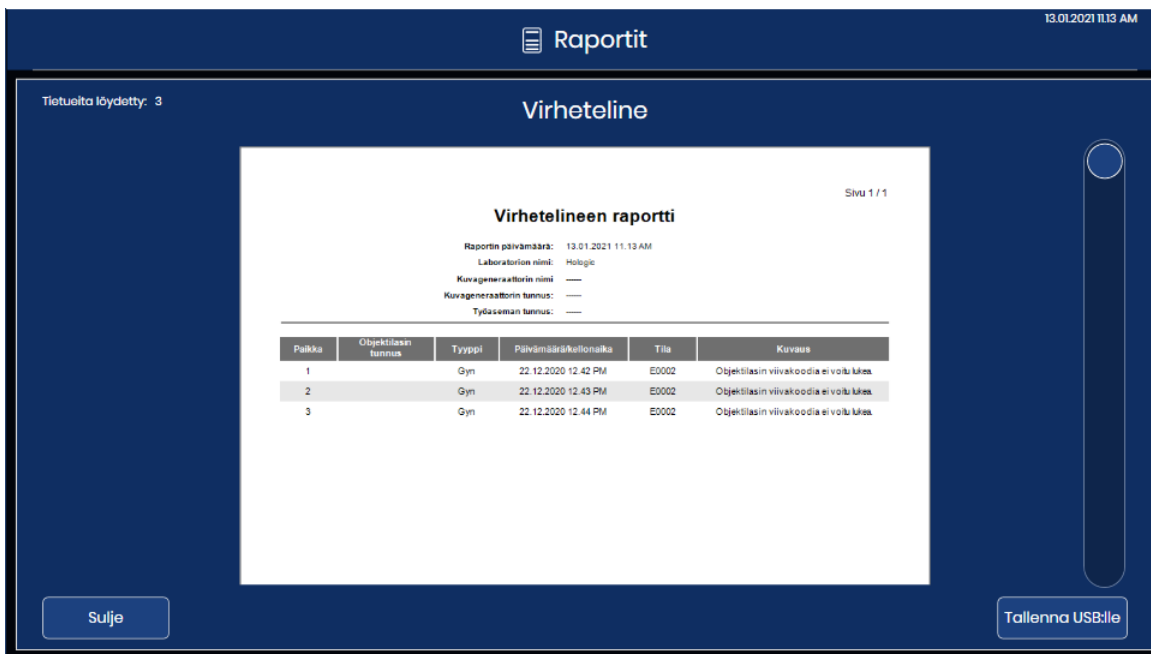 13.01.2021 11.13 AM
Raportit
Tietueita löydetty: 3
Virheteline
Sivu 1 / 1
Virhetelineen raportti
Raportin päivämäärä: 13.01.2021 11.13 AM
Laboratorion nimi: Hologic
Kuvageneraattorin nimi -----
Kuvageneraattorin tunnus: -----
Työaseman tunnus: -----
Paikka Objektilasin tunnus Tyyppi Päivämäärä/kellonaika Tila Kuvaus
1 Gyn 22.12.2020 12.42 PM E0002 Objektilasin viivakoodia ei voitu lukea.
2 Gyn 22.12.2020 12.43 PM E0002 Objektilasin viivakoodia ei voitu lukea.
3 Gyn 22.12.2020 12.44 PM E0002 Objektilasin viivakoodia ei voitu lukea.
Sulje
Tallenna USB:lle